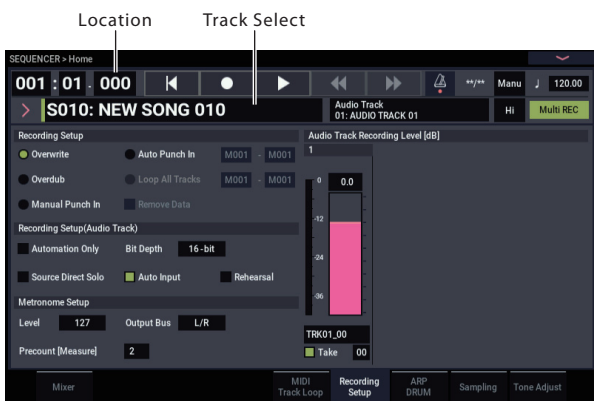 Location Track Select
SEQUENCER > Home
001 : 01 . 000 **/** Manu ♩ 120.00
> S010: NEW SONG 010 Audio Track Hi Multi REC
01: AUDIO TRACK 01
Recording Setup
Overwrite Auto Punch In M001 - M001
Overdub Loop All Tracks M001 - M001
Manual Punch In Remove Data
Recording Setup(Audio Track)
Automation Only Bit Depth 16-bit
Source Direct Solo Auto Input Rehearsal
Metronome Setup
Level 127 Output Bus L/R
Precount [Measure] 2
Audio Track Recording Level [dB]
1
0 0.0
-12
-24
-36
TRK01_00
Take 00
Mixer MIDI Track Loop Recording Setup ARP DRUM Sampling Tone Adjust